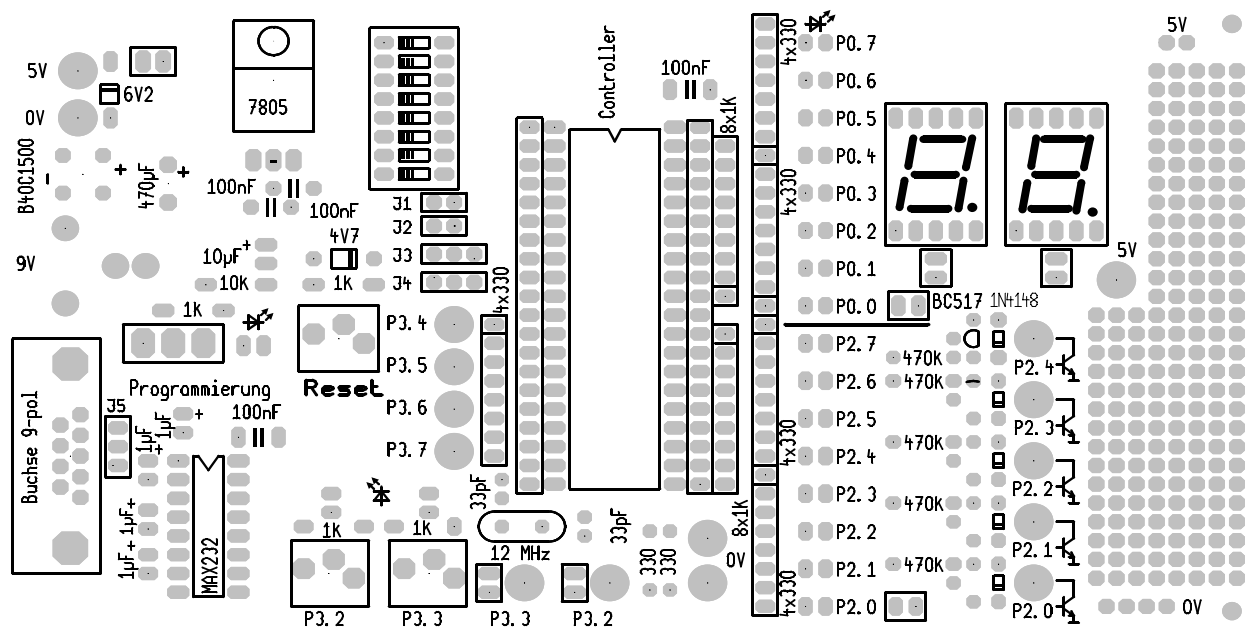 5V
6V2
0V
B40C1500
-
+
470µF
+
9V
7805
-
100nF
100nF
10µF
+
10k
4V7
1k
1k
J1
J2
J3
J4
4x330
Controller
100nF
8x1K
4x330
P0.7
P0.6
P0.5
P0.4
4x330
P0.3
P0.2
P0.1
P0.0
BC517
1N4148
5V
5V
Buchse 9-pol
J5
Programmierung
Reset
P3.4
P3.5
P3.6
P3.7
1µF
+
1µF
+
100nF
1µF
+
1µF
+
MAX232
1k
1k
33pF
12 MHz
33pF
330
330
0V
8x1K
P3.2
P3.3
P3.3
P3.2
P2.7
P2.6
P2.5
P2.4
4x330
P2.3
P2.2
P2.1
P2.0
4x330
470k
470k
470k
470k
470k
P2.4
P2.3
P2.2
P2.1
P2.0
0V